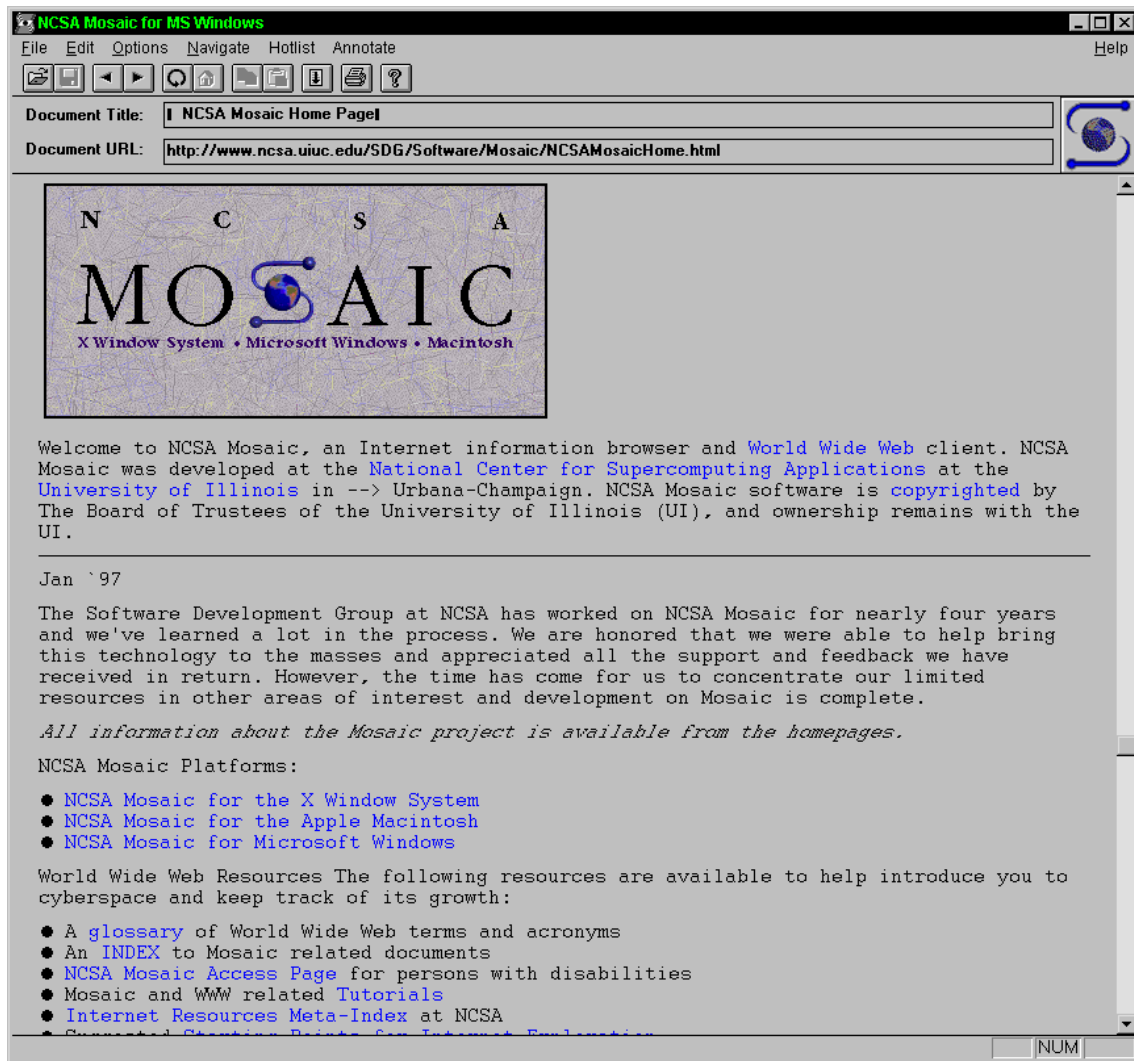 NCSA Mosaic for MS Windows
File Edit Options Navigate Hotlist Annotate Help
Document Title: NCSA Mosaic Home Page
Document URL: http://www.ncsa.uiuc.edu/SDG/Software/Mosaic/NCSAMosaicHome.html
N C S A
MOSAIC
X Window System • Microsoft Windows • Macintosh
Welcome to NCSA Mosaic, an Internet information browser and World Wide Web client. NCSA
Mosaic was developed at the National Center for Supercomputing Applications at the
University of Illinois in --> Urbana-Champaign. NCSA Mosaic software is copyrighted by
The Board of Trustees of the University of Illinois (UI), and ownership remains with the
UI.
Jan `97
The Software Development Group at NCSA has worked on NCSA Mosaic for nearly four years
and we've learned a lot in the process. We are honored that we were able to help bring
this technology to the masses and appreciated all the support and feedback we have
received in return. However, the time has come for us to concentrate our limited
resources in other areas of interest and development on Mosaic is complete.
All information about the Mosaic project is available from the homepages.
NCSA Mosaic Platforms:
● NCSA Mosaic for the X Window System
● NCSA Mosaic for the Apple Macintosh
● NCSA Mosaic for Microsoft Windows
World Wide Web Resources The following resources are available to help introduce you to
cyberspace and keep track of its growth:
● A glossary of World Wide Web terms and acronyms
● An INDEX to Mosaic related documents
● NCSA Mosaic Access Page for persons with disabilities
● Mosaic and WWW related Tutorials
● Internet Resources Meta-Index at NCSA
● Suggested Starting Points for Internet Exploration
NUM